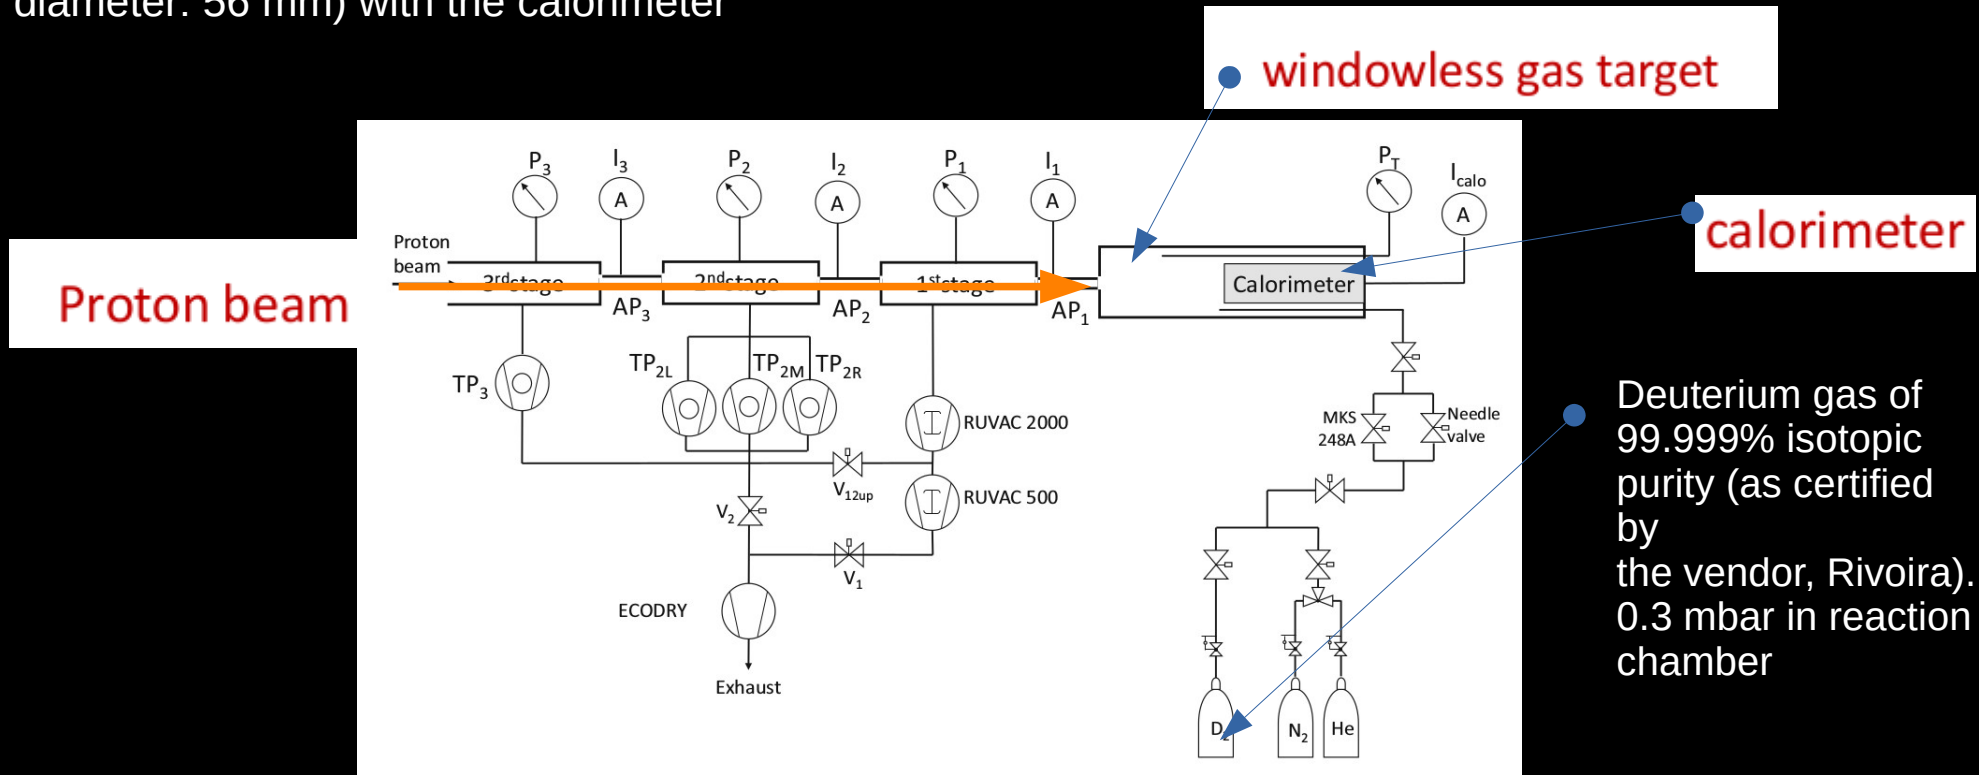 diameter: 56 mm) with the calorimeter
windowless gas target
P3
I3
P2
I2
P1
I1
PT
Icalo
A
A
A
A
calorimeter
Proton
beam
Proton beam
3rd stage
2nd stage
1st stage
Calorimeter
AP3
AP2
AP1
TP3
TP2L
TP2M
TP2R
RUVAC 2000
MKS
248A
Needle
valve
Deuterium gas of
99.999% isotopic
purity (as certified
by
the vendor, Rivoira).
0.3 mbar in reaction
chamber
V12up
RUVAC 500
V2
V1
ECODRY
Exhaust
D2
N2
He